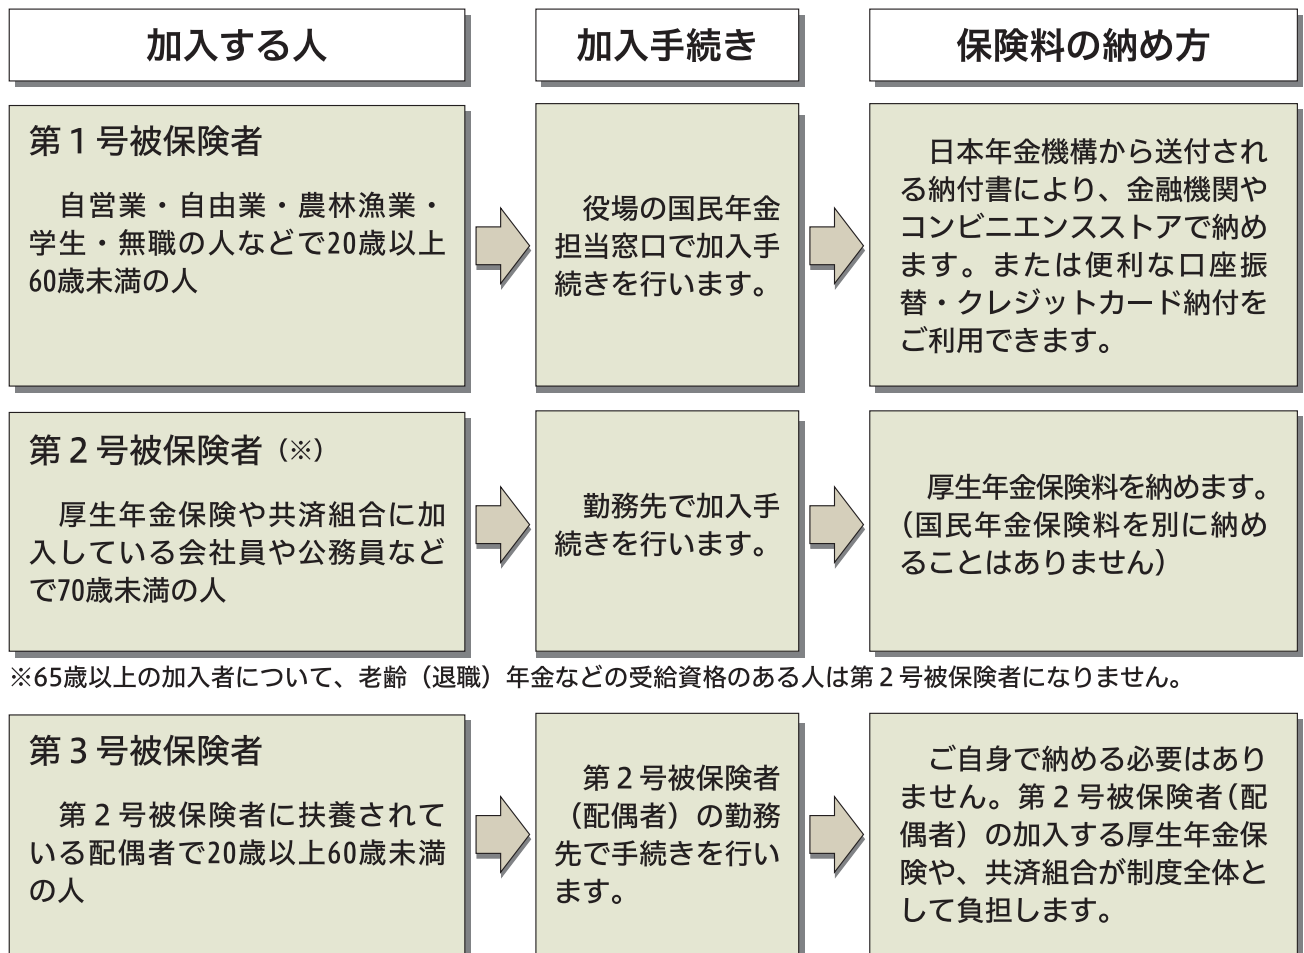 加入する人
加入手続き
保険料の納め方
第１号被保険者
自営業・自由業・農林漁業・
学生・無職の人などで20歳以上
60歳未満の人
役場の国民年金
担当窓口で加入手
続きを行います。
日本年金機構から送付され
る納付書により、金融機関や
コンビニエンスストアで納め
ます。または便利な口座振
替・クレジットカード納付を
ご利用できます。
第２号被保険者（※）
厚生年金保険や共済組合に加
入している会社員や公務員など
で70歳未満の人
勤務先で加入手
続きを行います。
厚生年金保険料を納めます。
（国民年金保険料を別に納め
ることはありません）
※65歳以上の加入者について、老齢（退職）年金などの受給資格のある人は第２号被保険者になりません。
第３号被保険者
第２号被保険者に扶養されて
いる配偶者で20歳以上60歳未満
の人
第２号被保険者
（配偶者）の勤務
先で手続きを行い
ます。
ご自身で納める必要はあり
ません。第２号被保険者（配
偶者）の加入する厚生年金保
険や、共済組合が制度全体と
して負担します。